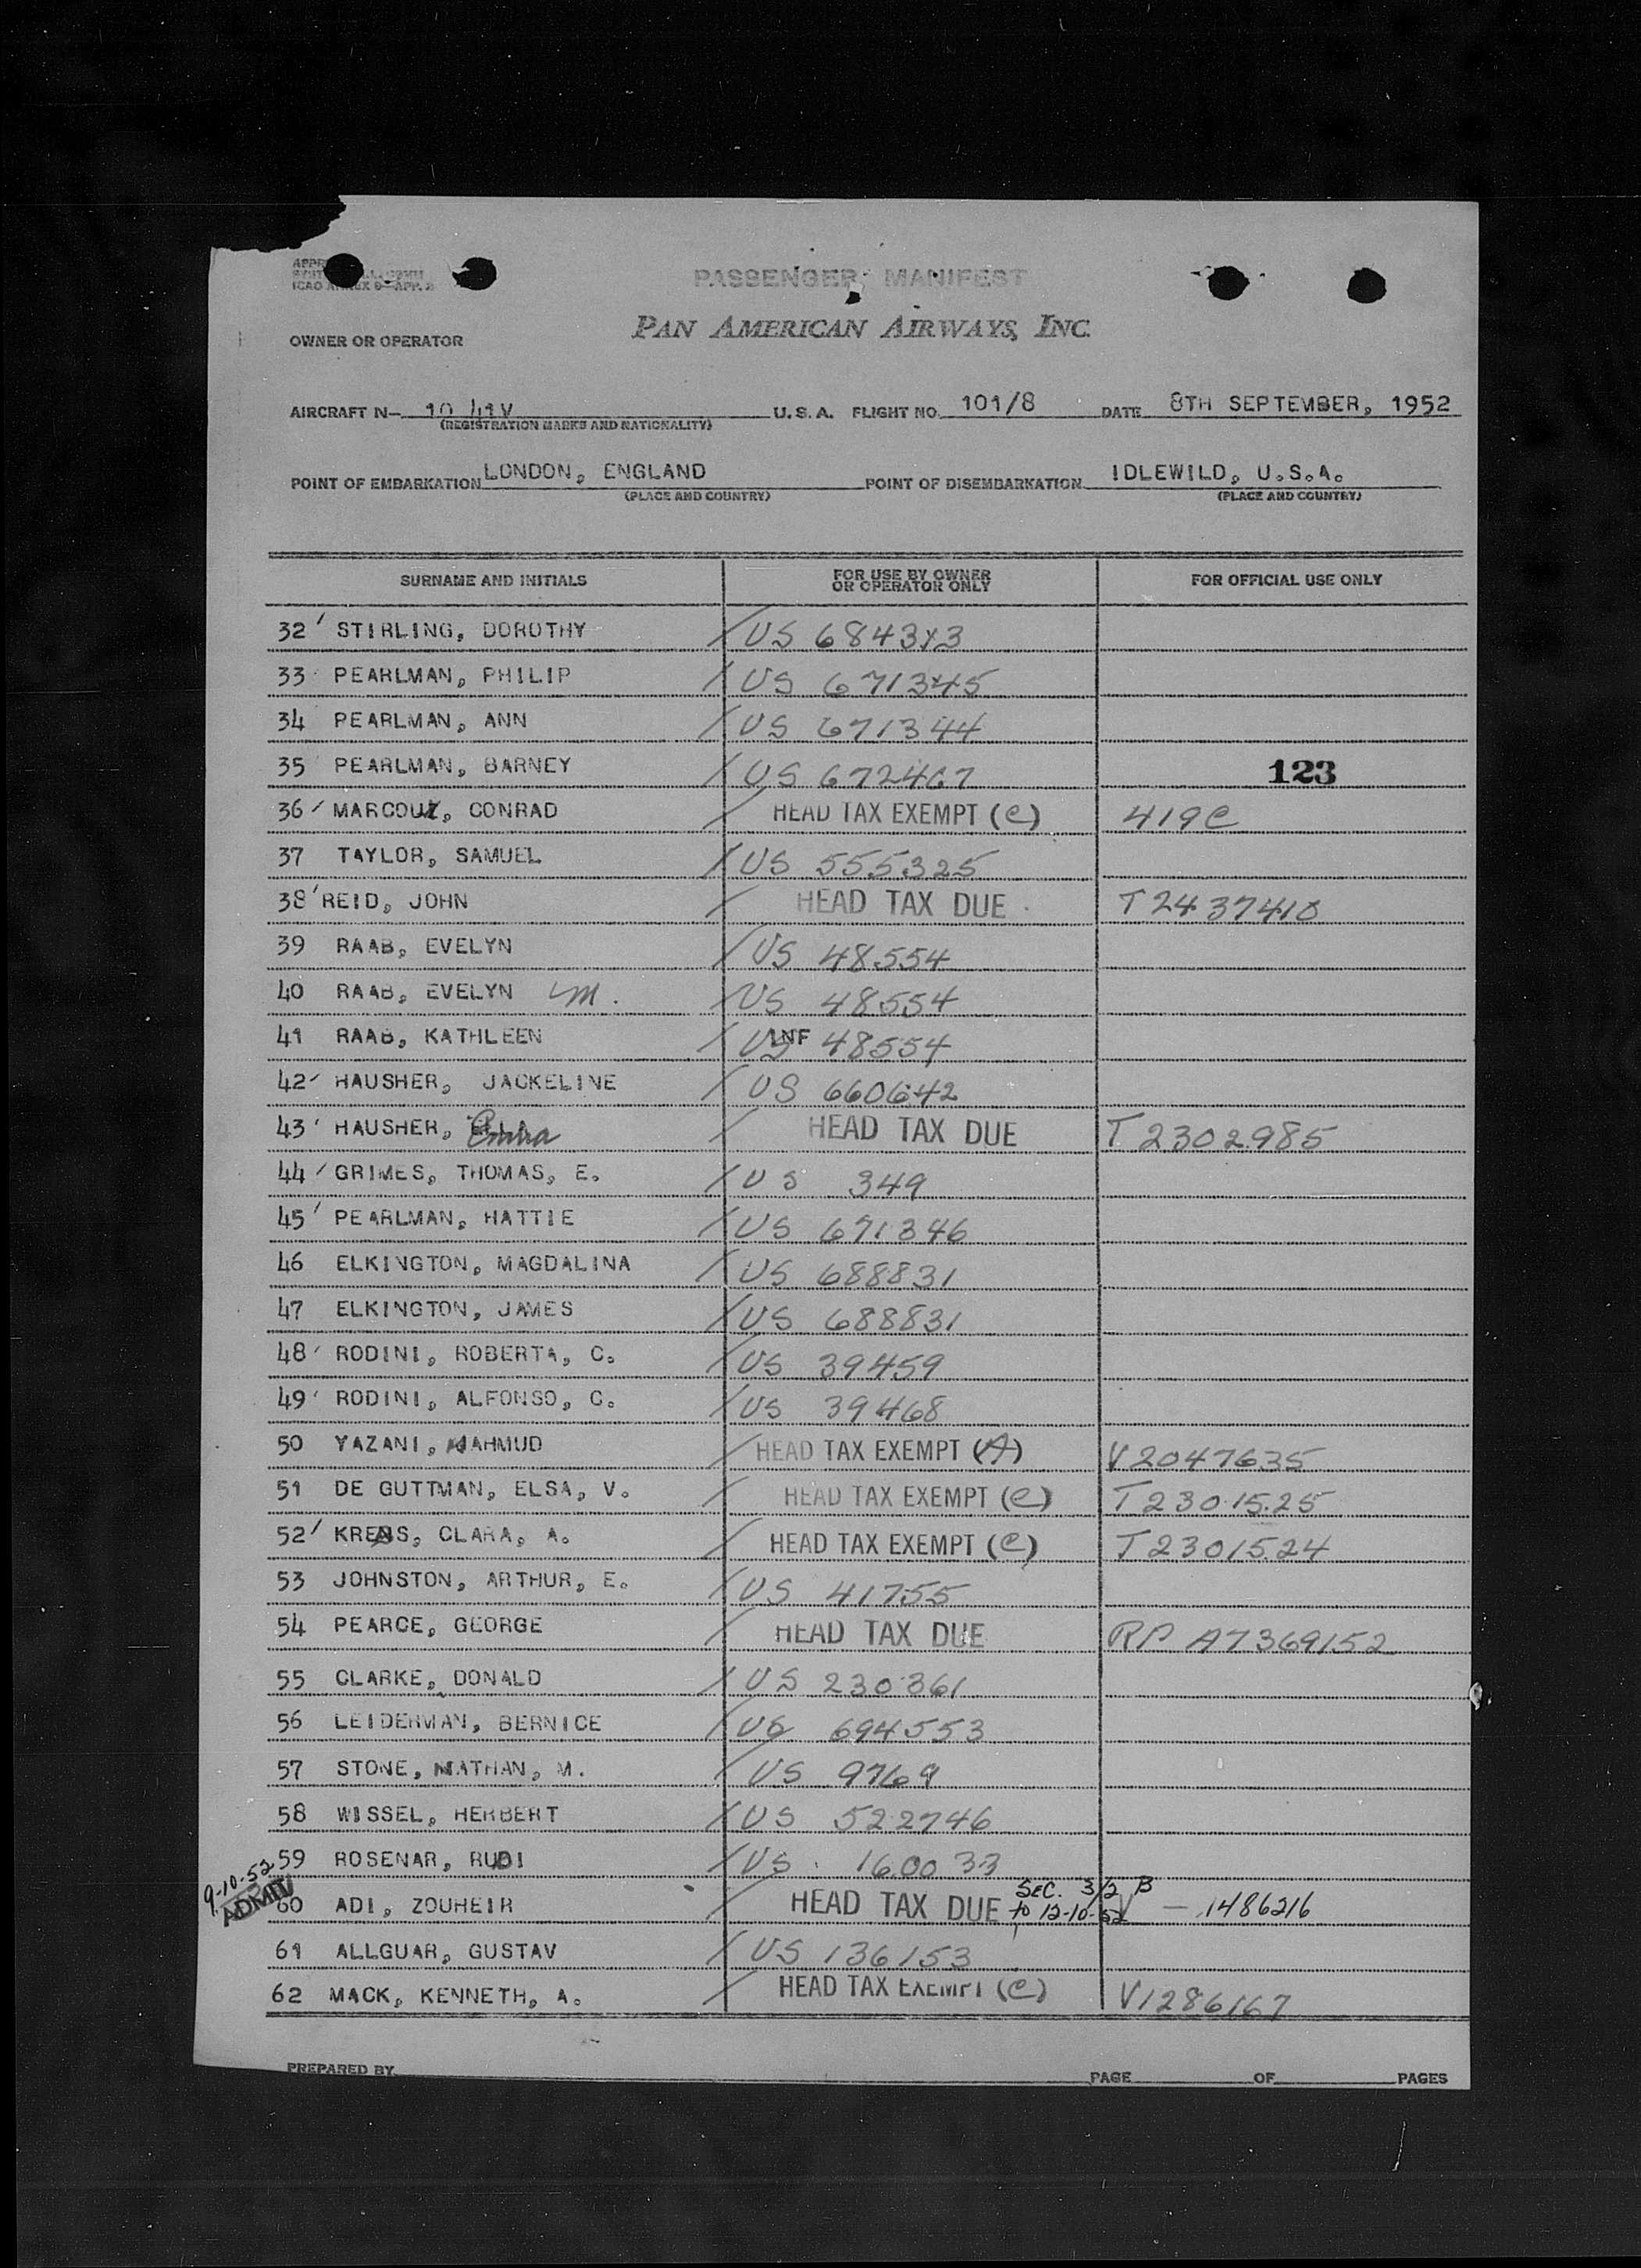 PASSENGER MANIFEST
ICAO ANNEX 9—APP. 2
PAN AMERICAN AIRWAYS, INC.
OWNER OR OPERATOR
AIRCRAFT N- 10 41V U.S.A. FLIGHT NO. 101/8 DATE 8TH SEPTEMBER, 1952
(REGISTRATION MARKS AND NATIONALITY)
POINT OF EMBARKATION LONDON, ENGLAND POINT OF DISEMBARKATION IDLEWILD, U.S.A.
(PLACE AND COUNTRY) (PLACE AND COUNTRY)
SURNAME AND INITIALS FOR USE BY OWNER OR OPERATOR ONLY FOR OFFICIAL USE ONLY
32 STIRLING, DOROTHY US
33 PEARLMAN, PHILIP US 671345
34 PEARLMAN, ANN US 671344
35 PEARLMAN, BARNEY US 672467 123
36 MARCOUX, CONRAD HEAD TAX EXEMPT (C) 419C
37 TAYLOR, SAMUEL US 555325
38 REID, JOHN HEAD TAX DUE T2437410
39 RAAB, EVELYN US 48554
40 RAAB, EVELYN M. US 48554
41 RAAB, KATHLEEN INF US 48554
42 HAUSHER, JACKELINE US 660642
43 HAUSHER, Emma HEAD TAX DUE T2302985
44 GRIMES, THOMAS, E. US 349
45 PEARLMAN, HATTIE US 671346
46 ELKINGTON, MAGDALINA US 688831
47 ELKINGTON, JAMES US 688831
48 RODINI, ROBERTA, C. US 39459
49 RODINI, ALFONSO, C. US 39468
50 YAZANI, MAHMUD HEAD TAX EXEMPT (A) V2047635
51 DE GUTTMAN, ELSA, V. HEAD TAX EXEMPT (C) T2301525
52 KREBS, CLARA, A. HEAD TAX EXEMPT (C) T2301524
53 JOHNSTON, ARTHUR, E. US 41755
54 PEARCE, GEORGE HEAD TAX DUE RP A7369152
55 CLARKE, DONALD US 230361
56 LEIDERMAN, BERNICE US 694553
57 STONE, NATHAN, M. US 9769
58 WISSEL, HERBERT US 522746
59 ROSENAR, RUDI US 160033
9-10-52 ADMIT
60 ADI, ZOUHEIR HEAD TAX DUE SEC. 3/2 B to 12-10-52 V — 1486216
61 ALLGUAR, GUSTAV US 136153
62 MACK, KENNETH, A. HEAD TAX EXEMPT (C) V1286167
PREPARED BY PAGE OF PAGES